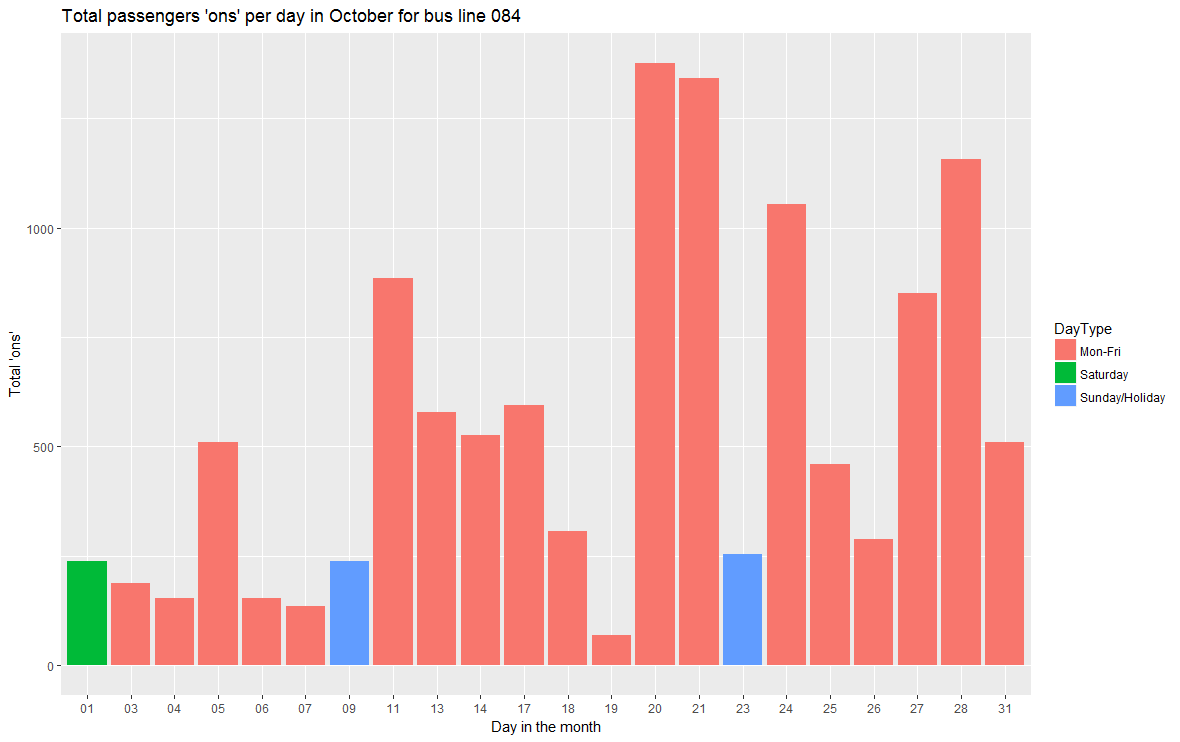 Total passengers 'ons' per day in October for bus line 084
Total 'ons'
1000
500
0
01 03 04 05 06 07 09 11 13 14 17 18 19 20 21 23 24 25 26 27 28 31
Day in the month
DayType
Mon-Fri
Saturday
Sunday/Holiday